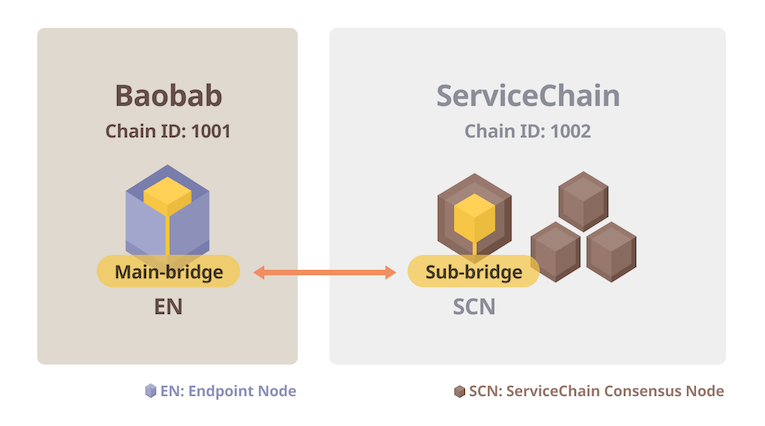 Baobab
Chain ID: 1001
Main-bridge
EN
ServiceChain
Chain ID: 1002
Sub-bridge
SCN
EN: Endpoint Node
SCN: ServiceChain Consensus Node